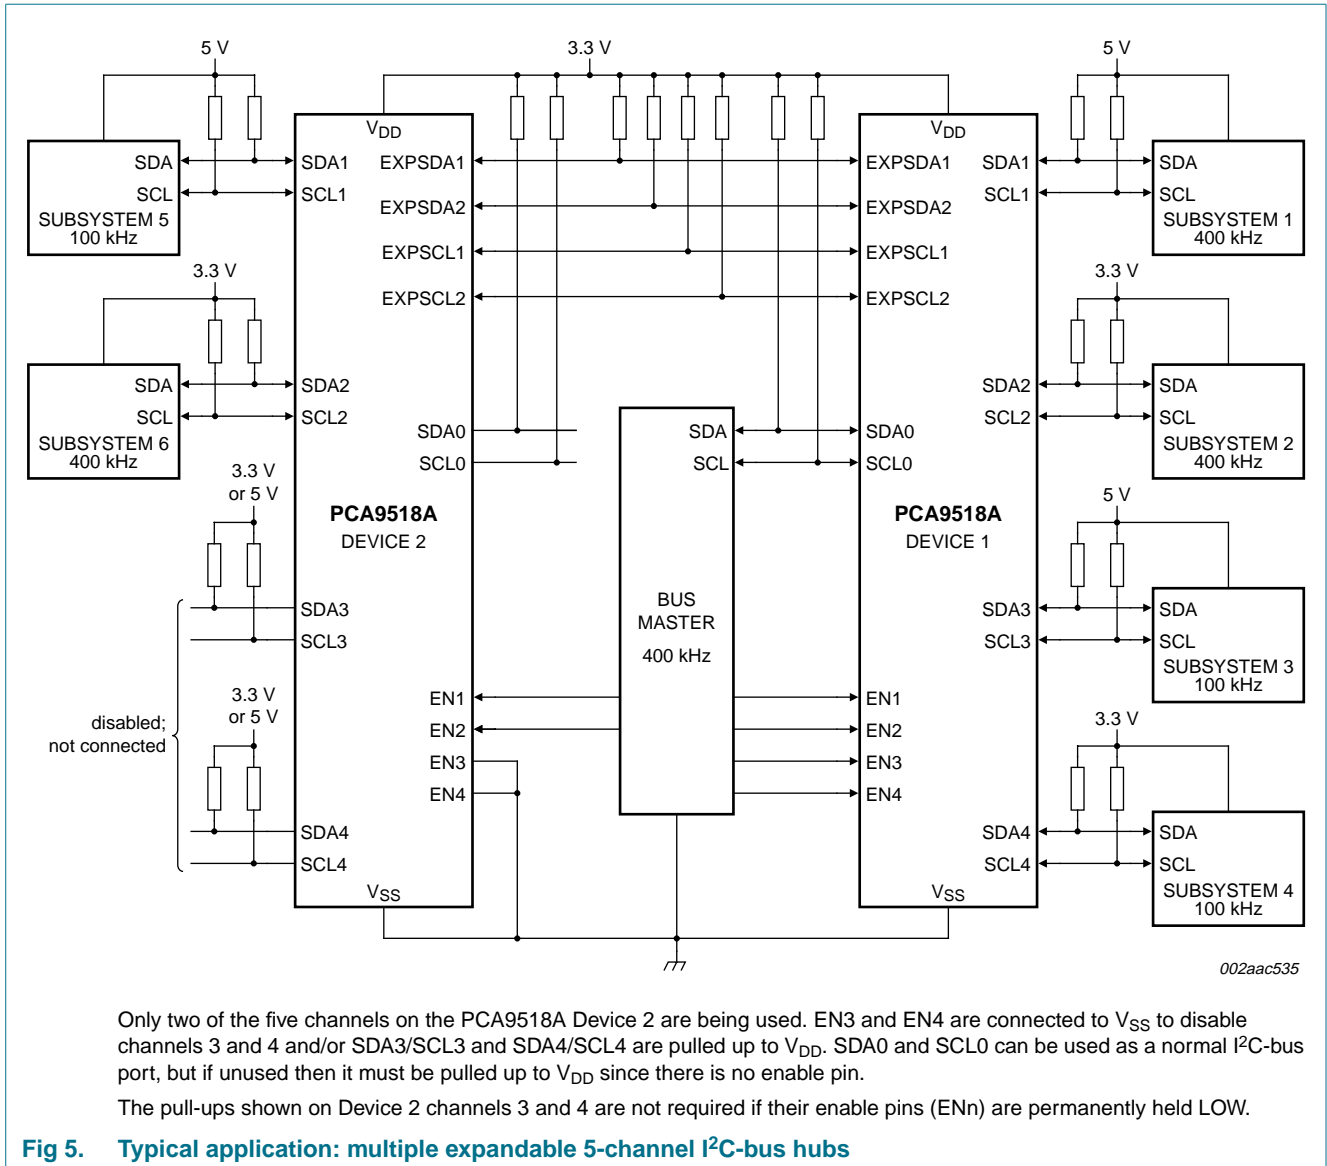 5 V
3.3 V
5 V
VDD
VDD
SDA
SCL
SUBSYSTEM 5
100 kHz
SDA1
SCL1
EXPSDA1
EXPSDA2
EXPSCL1
EXPSCL2
EXPSDA1
EXPSDA2
EXPSCL1
EXPSCL2
SDA1
SCL1
SDA
SCL
SUBSYSTEM 1
400 kHz
3.3 V
3.3 V
SDA
SCL
SUBSYSTEM 6
400 kHz
SDA2
SCL2
SDA0
SCL0
SDA
SCL
SDA0
SCL0
SDA2
SCL2
SDA
SCL
SUBSYSTEM 2
400 kHz
3.3 V
or 5 V
PCA9518A
DEVICE 2
PCA9518A
DEVICE 1
5 V
SDA3
SCL3
BUS
MASTER
400 kHz
SDA3
SCL3
SDA
SCL
SUBSYSTEM 3
100 kHz
3.3 V
or 5 V
disabled;
not connected
EN1
EN2
EN3
EN4
EN1
EN2
EN3
EN4
3.3 V
SDA4
SCL4
SDA4
SCL4
SDA
SCL
SUBSYSTEM 4
100 kHz
VSS
VSS
002aac535
Only two of the five channels on the PCA9518A Device 2 are being used. EN3 and EN4 are connected to VSS to disable
channels 3 and 4 and/or SDA3/SCL3 and SDA4/SCL4 are pulled up to VDD. SDA0 and SCL0 can be used as a normal I2C-bus
port, but if unused then it must be pulled up to VDD since there is no enable pin.
The pull-ups shown on Device 2 channels 3 and 4 are not required if their enable pins (ENn) are permanently held LOW.
Fig 5. Typical application: multiple expandable 5-channel I2C-bus hubs